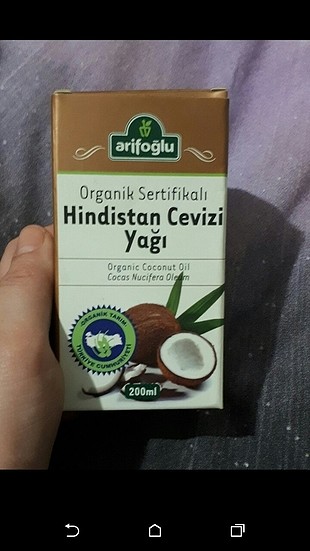 arifoğlu
Organik Sertifikalı
Hindistan Cevizi
Yağı
Organic Coconut Oil
Cocos Nucifera Oleum
ORGANİK TARIM
TÜRKİYE CUMHURİYETİ
200ml